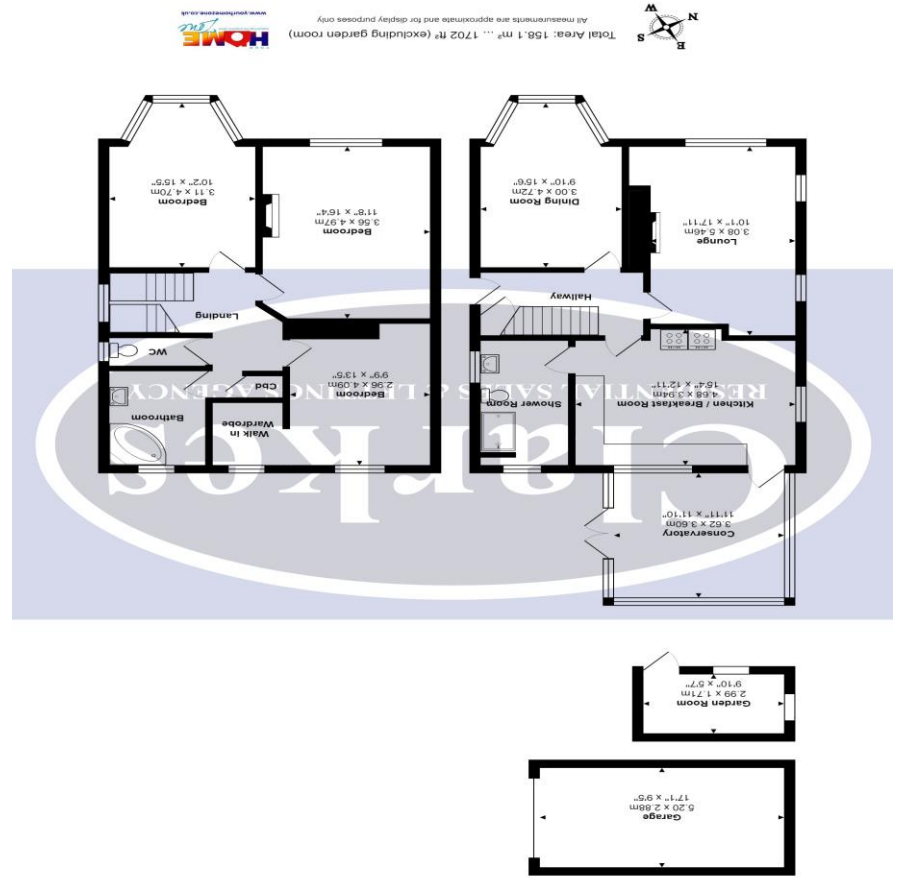 Garage
5.20 x 2.88m
17'1" x 9'5"
Garden Room
2.99 x 1.71m
9'10" x 5'7"
Conservatory
3.62 x 3.60m
11'11" x 11'10"
Kitchen / Breakfast Room
4.68 x 3.94m
15'4" x 12'11"
Shower Room
Hallway
Lounge
3.08 x 5.46m
10'1" x 17'11"
Dining Room
3.00 x 4.72m
9'10" x 15'6"
Walk in
Wardrobe
Bathroom
Bedroom
2.96 x 4.09m
9'9" x 13'5"
Cbd
WC
Landing
Bedroom
3.56 x 4.97m
11'8" x 16'4"
Bedroom
3.11 x 4.70m
10'2" x 15'5"
Clarkes
RESIDENTIAL SALES & LETTINGS AGENCY
N
E
S
W
Total Area: 158.1 m² ... 1702 ft² (excluding garden room)
All measurements are approximate and for display purposes only
YOUR
HOME
Zone
www.yourhomezone.co.uk